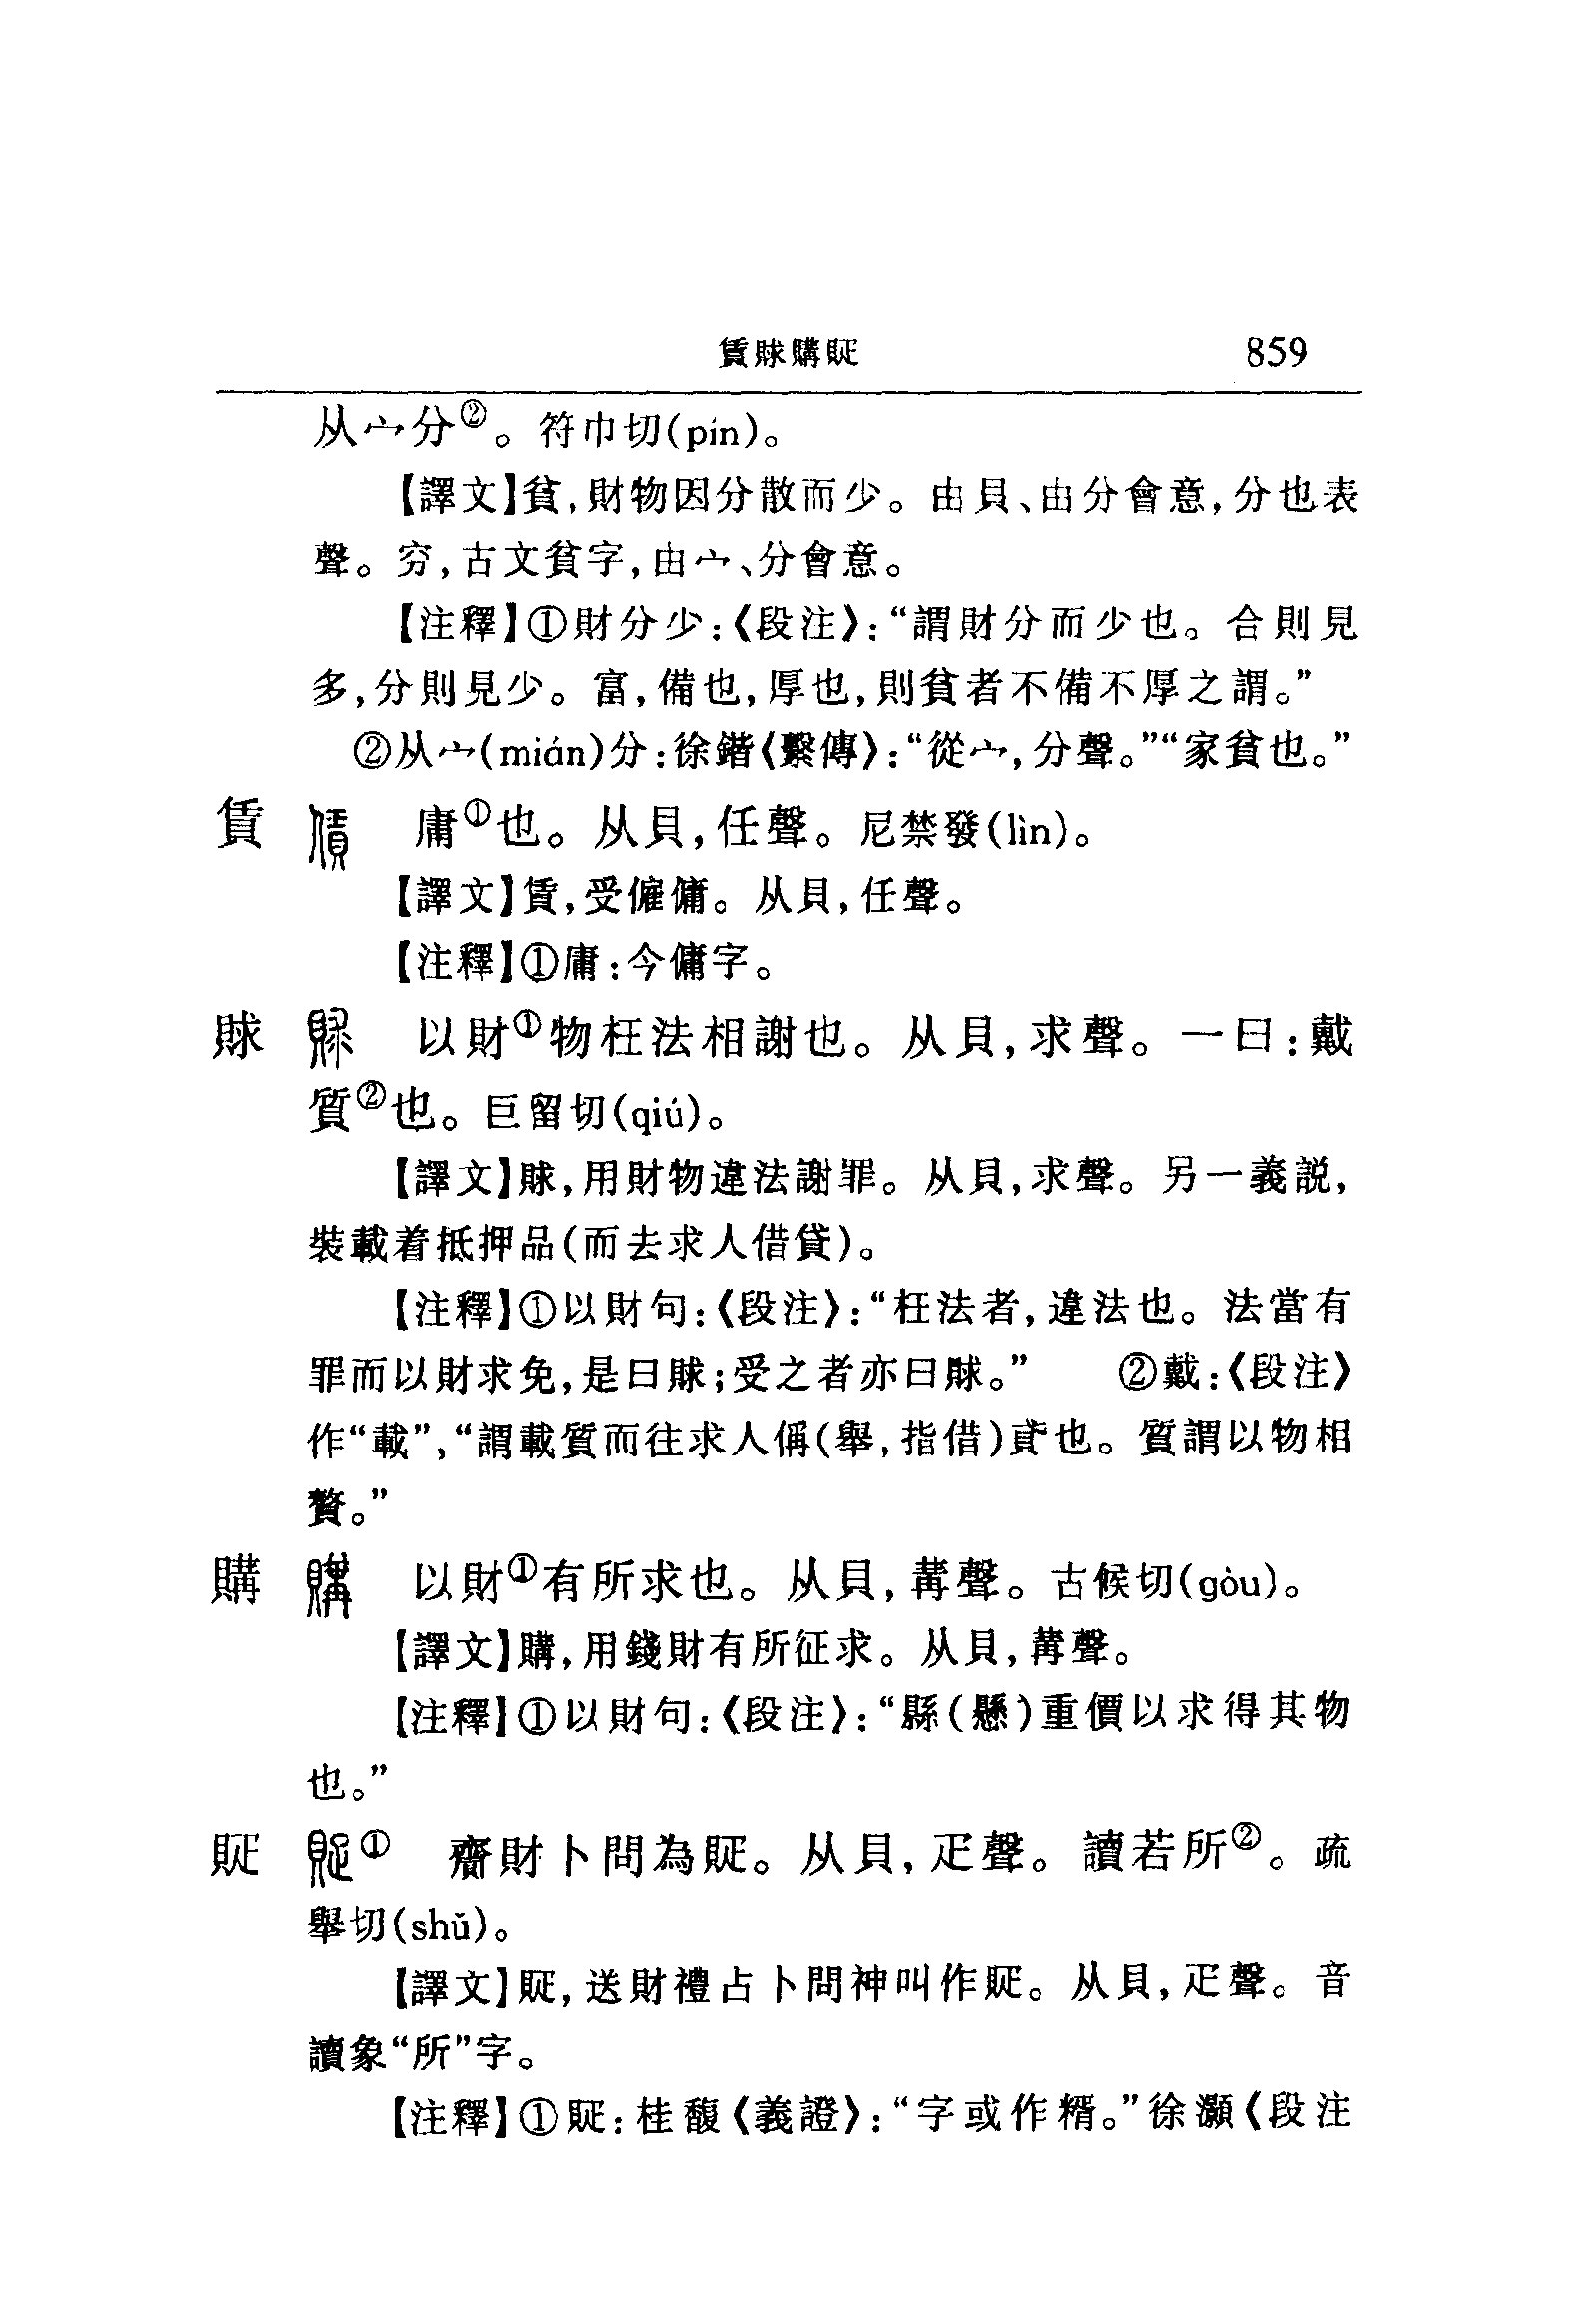 賃賕購䝪 859
从宀分②。符巾切(pín)。
【譯文】貧,財物因分散而少。由貝、由分會意,分也表
聲。穷,古文貧字,由宀、分會意。
【注釋】①財分少:《段注》:“謂財分而少也。合則見
多,分則見少。富,備也,厚也,則貧者不備不厚之謂。”
②从宀(mián)分:徐鍇《繫傳》:“從宀,分聲。”“家貧也。”
賃 庸①也。从貝,任聲。尼禁發(lìn)。
【譯文】賃,受僱傭。从貝,任聲。
【注釋】①庸:今傭字。
賕 以財①物枉法相謝也。从貝,求聲。一曰:戴
質②也。巨留切(qiú)。
【譯文】賕,用財物違法謝罪。从貝,求聲。另一義説,
裝載着抵押品(而去求人借貸)。
【注釋】①以財句:《段注》:“枉法者,違法也。法當有
罪而以財求免,是曰賕;受之者亦曰賕。” ②戴:《段注》
作“載”,“謂載質而往求人偁(舉,指借)貣也。質謂以物相
贅。”
購 以財①有所求也。从貝,冓聲。古候切(gòu)。
【譯文】購,用錢財有所征求。从貝,冓聲。
【注釋】①以財句:《段注》:“縣(懸)重價以求得其物
也。”
䝪① 齎財卜問為䝪。从貝,疋聲。讀若所②。疏
舉切(shǔ)。
【譯文】䝪,送財禮占卜問神叫作䝪。从貝,疋聲。音
讀象“所”字。
【注釋】①䝪:桂馥《義證》:“字或作糈。”徐灝《段注